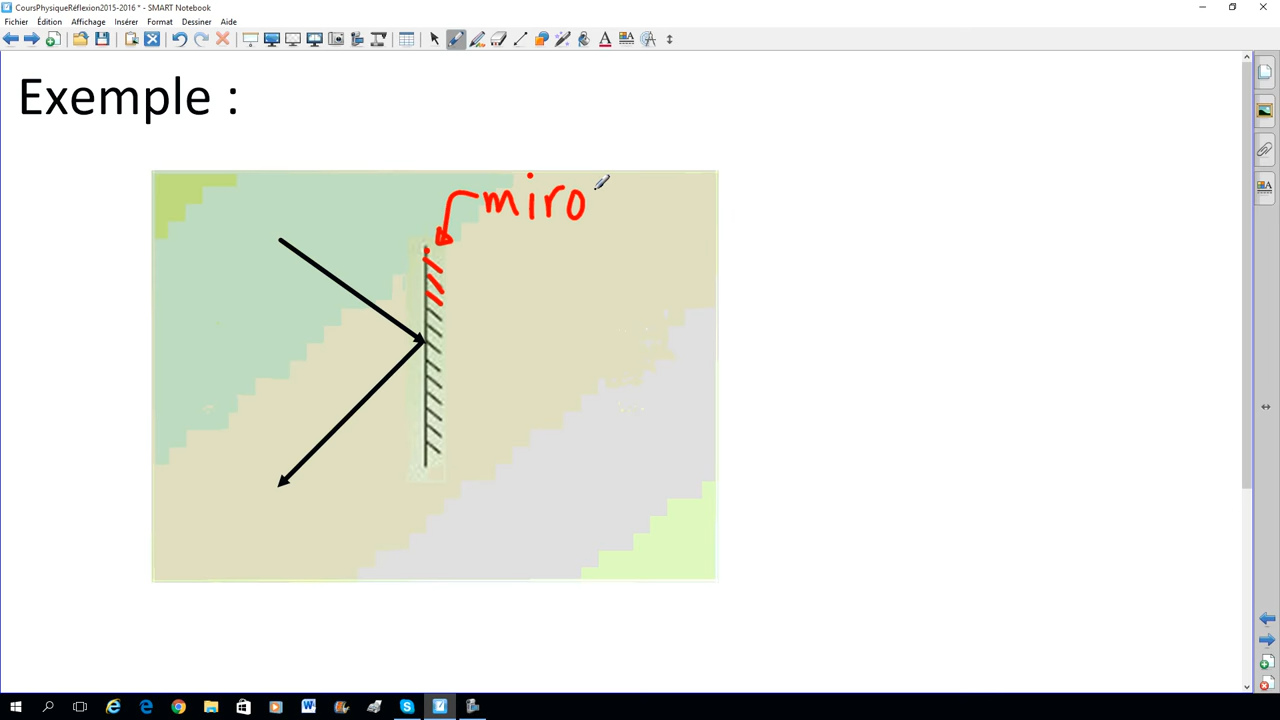 CoursPhysiqueRéflexion2015-2016 * - SMART Notebook
Fichier Édition Affichage Insérer Format Dessiner Aide
Exemple :
miro